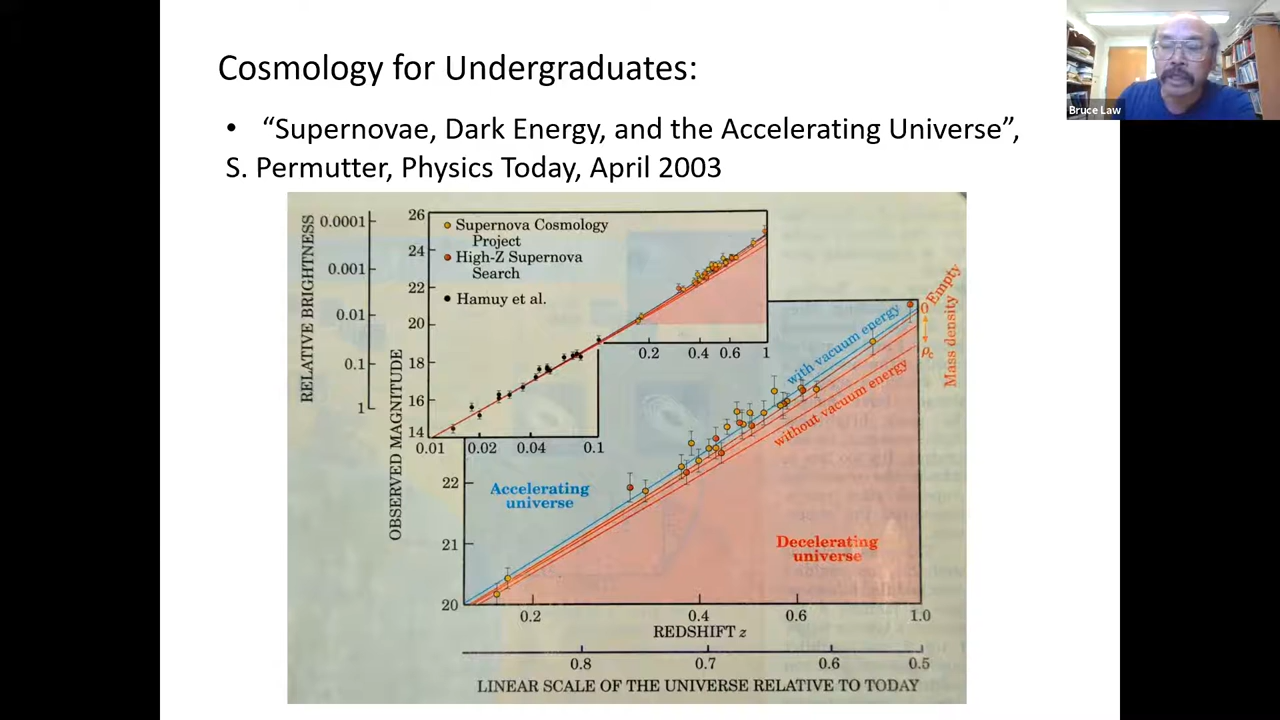 Cosmology for Undergraduates:
• “Supernovae, Dark Energy, and the Accelerating Universe”,
S. Permutter, Physics Today, April 2003
Bruce Law
RELATIVE BRIGHTNESS
0.0001
0.001
0.01
0.1
1
OBSERVED MAGNITUDE
26
24
22
20
18
16
14
Supernova Cosmology
Project
High-Z Supernova
Search
Hamuy et al.
0.2 0.4 0.6 1
0.01 0.02 0.04 0.1
22
21
20
Accelerating
universe
with vacuum energy
without vacuum energy
Decelerating
universe
Empty
0
ρc
Mass density
0.2 0.4 0.6 1.0
REDSHIFT z
0.8 0.7 0.6 0.5
LINEAR SCALE OF THE UNIVERSE RELATIVE TO TODAY